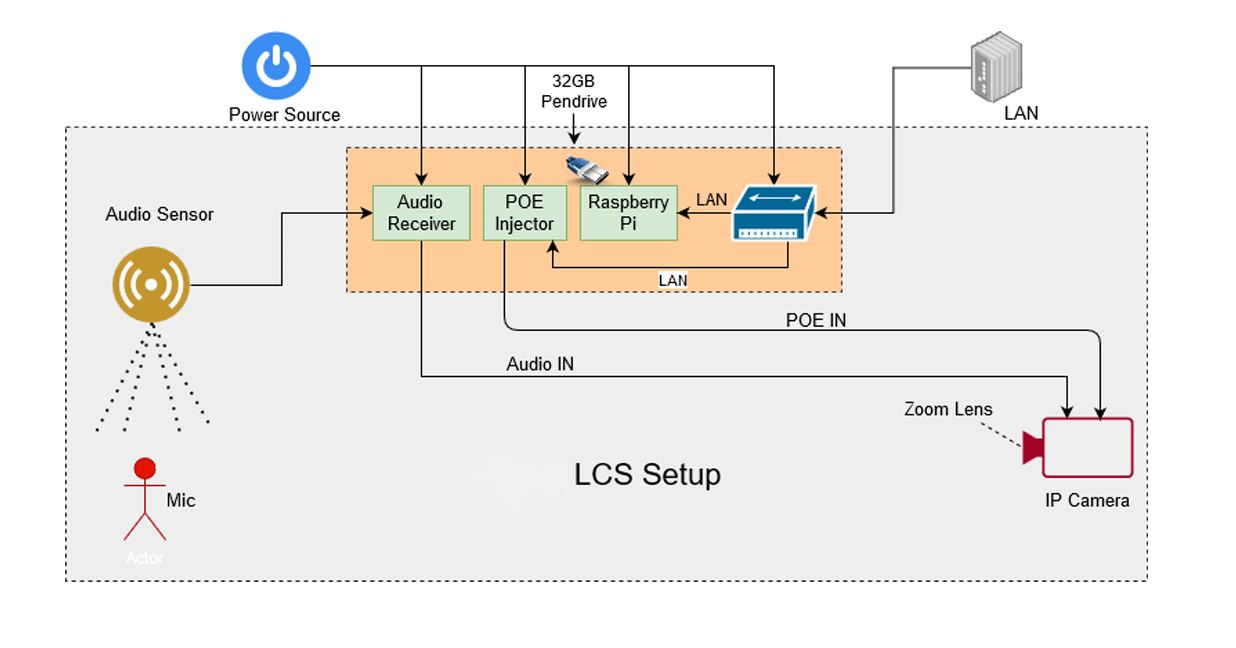 32GB
Pendrive
Power Source
LAN
Audio Sensor
Audio
Receiver
POE
Injector
Raspberry
Pi
LAN
LAN
POE IN
Audio IN
Zoom Lens
LCS Setup
Mic
IP Camera
Actor